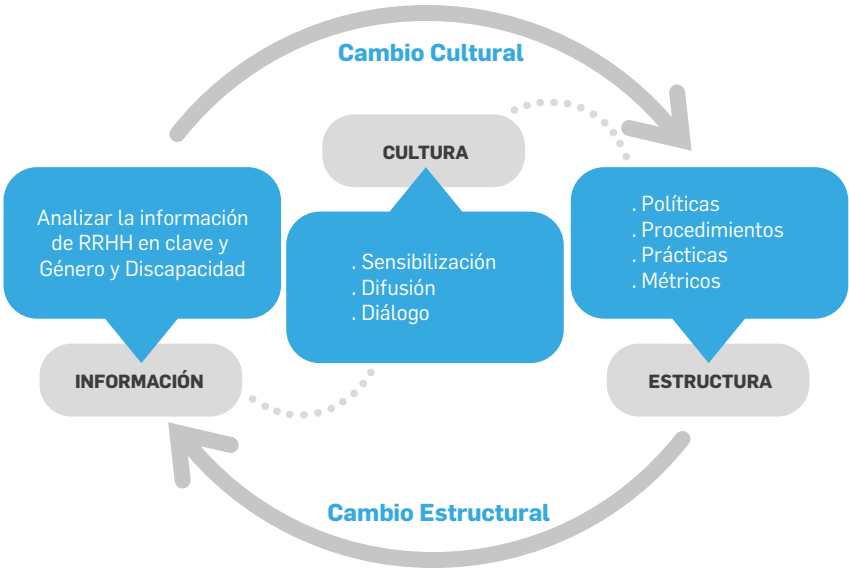 Cambio Cultural
CULTURA
Analizar la información
de RRHH en clave y
Género y Discapacidad
INFORMACIÓN
. Sensibilización
. Difusión
. Diálogo
. Políticas
. Procedimientos
. Prácticas
. Métricos
ESTRUCTURA
Cambio Estructural